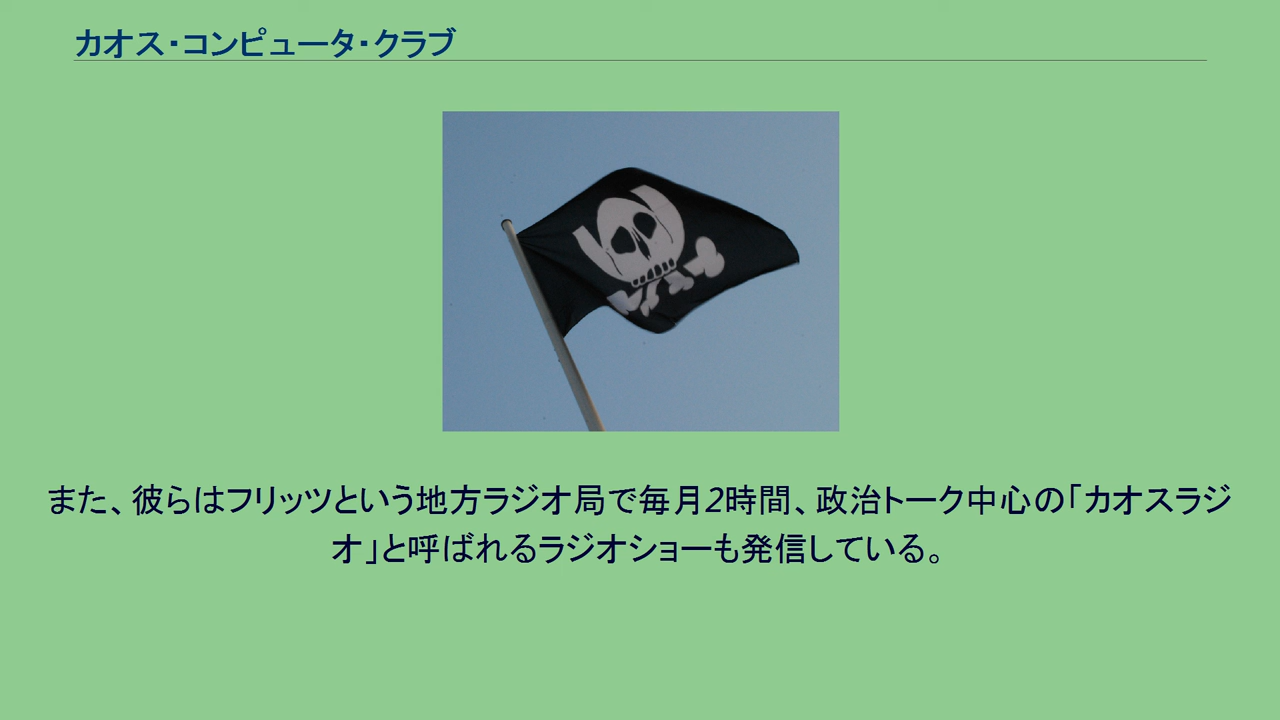 カオス・コンピュータ・クラブ
また、彼らはフリッツという地方ラジオ局で毎月2時間、政治トーク中心の「カオスラジ
オ」と呼ばれるラジオショーも発信している。